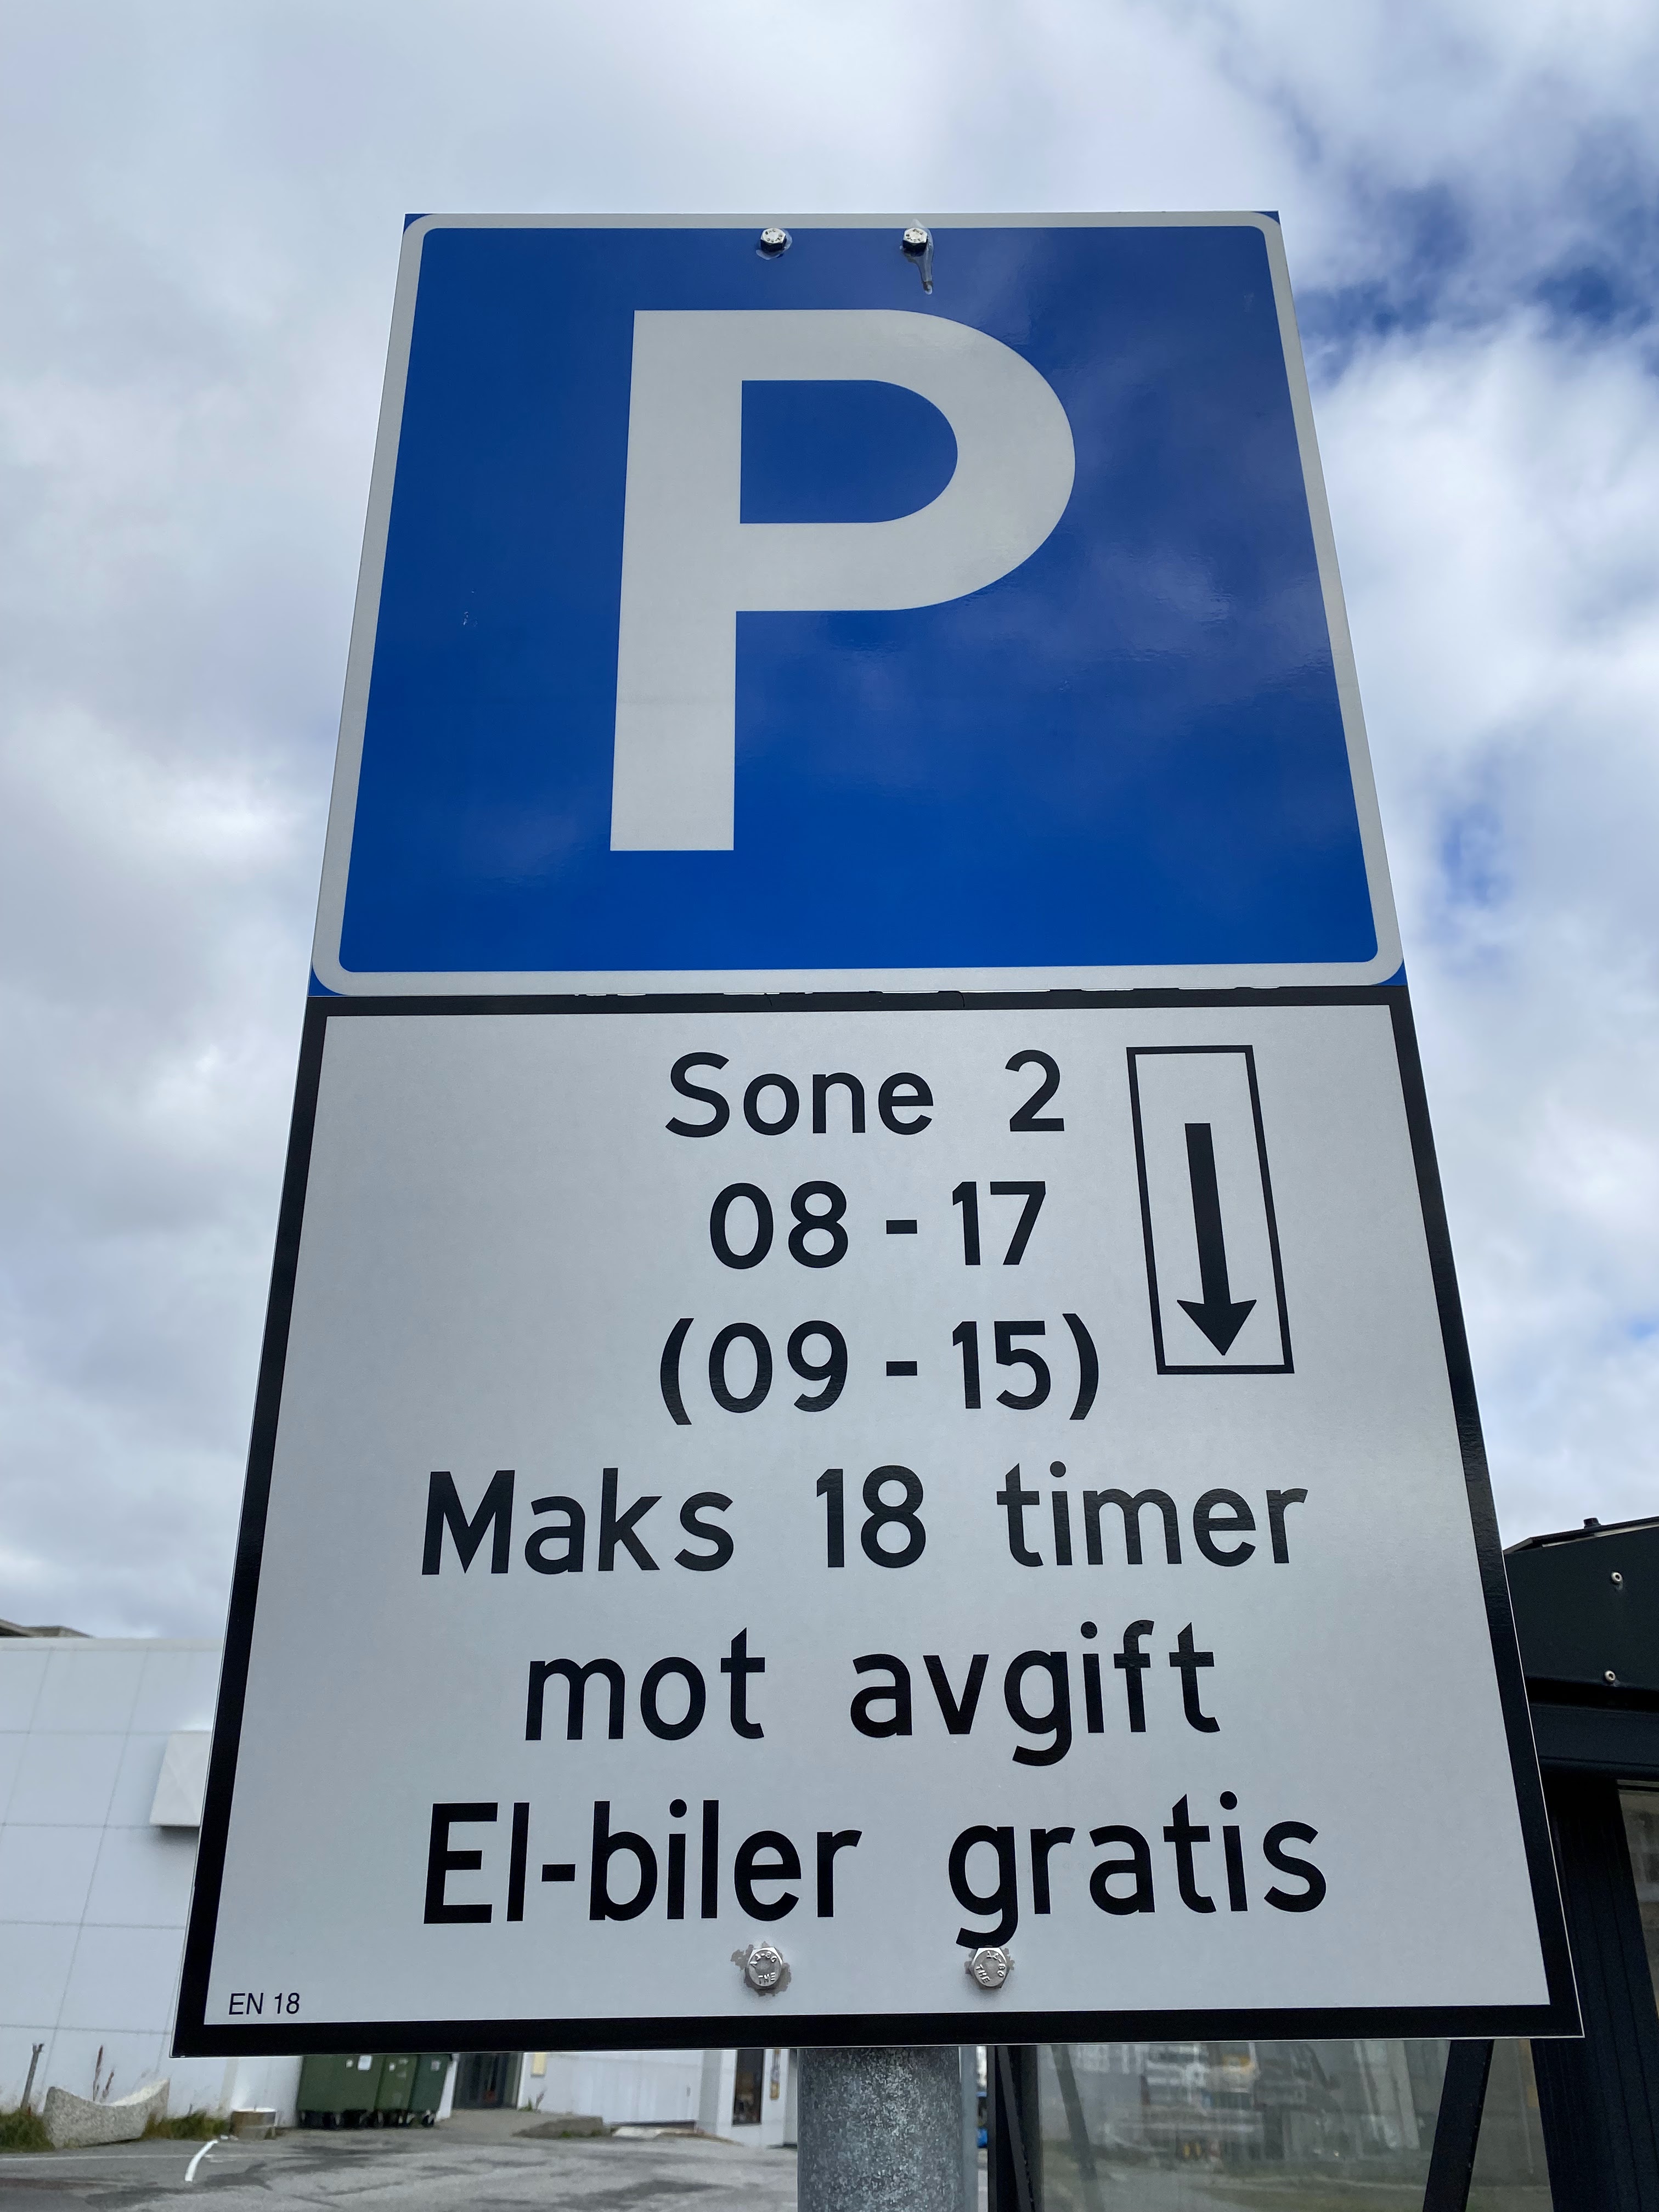 P
Sone 2
08 - 17
(09 - 15)
Maks 18 timer
mot avgift
El-biler gratis
EN 18